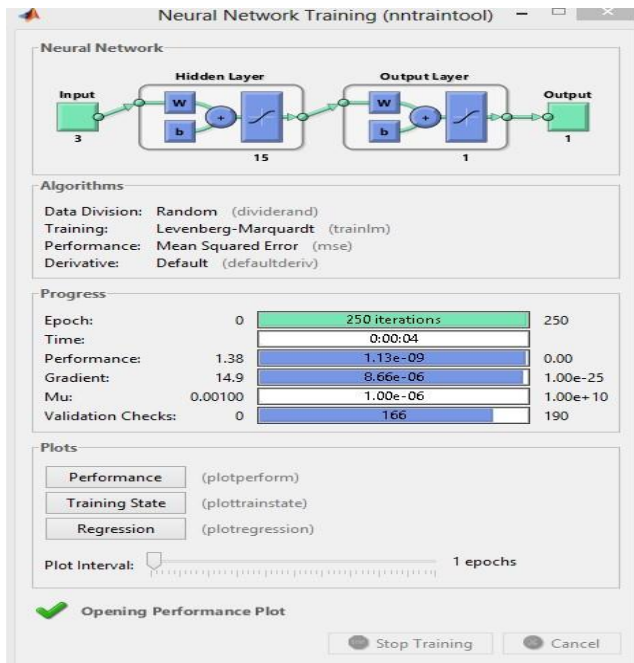 Neural Network Training (nntraintool)
Neural Network
Hidden Layer Output Layer
Input Output
W W
+ +
b b
3 1
15 1
Algorithms
Data Division: Random (dividerand)
Training: Levenberg-Marquardt (trainlm)
Performance: Mean Squared Error (mse)
Derivative: Default (defaultderiv)
Progress
Epoch: 0 250 iterations 250
Time: 0:00:04
Performance: 1.38 1.13e-09 0.00
Gradient: 14.9 8.66e-06 1.00e-25
Mu: 0.00100 1.00e-06 1.00e+10
Validation Checks: 0 166 190
Plots
Performance (plotperform)
Training State (plottrainstate)
Regression (plotregression)
Plot Interval: 1 epochs
Opening Performance Plot
Stop Training Cancel